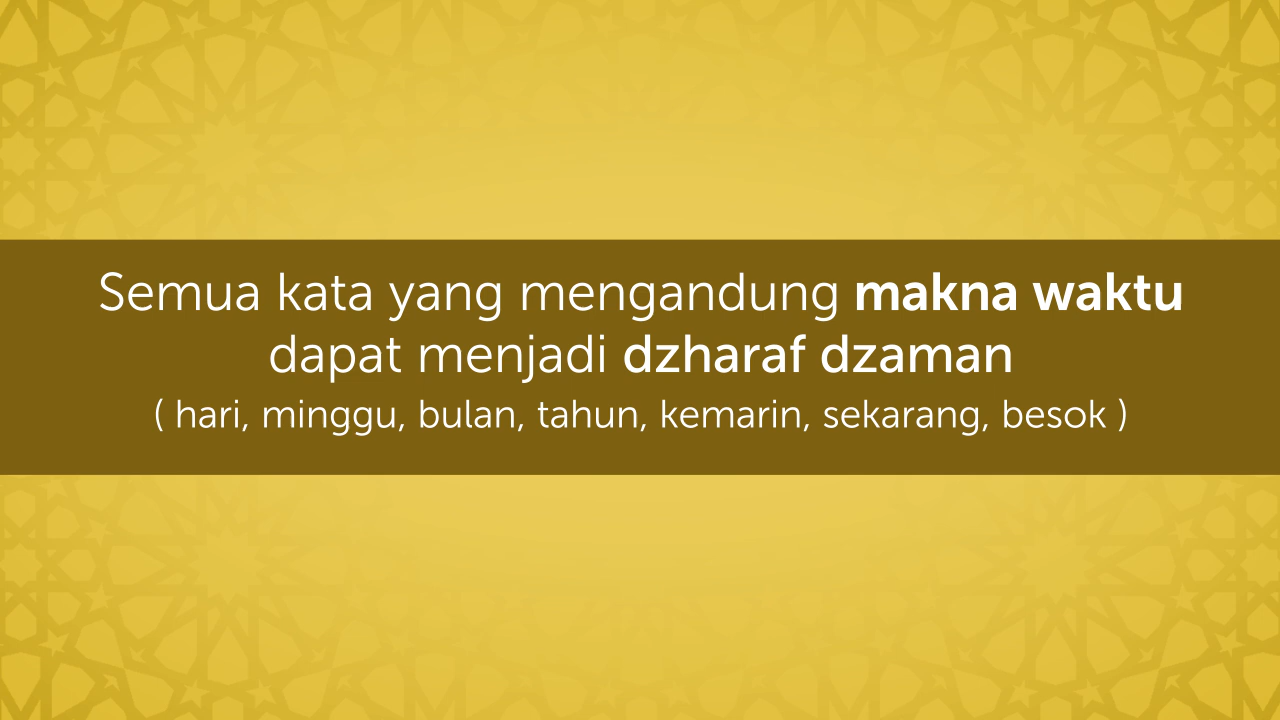 Semua kata yang mengandung makna waktu
dapat menjadi dzharaf dzaman
( hari, minggu, bulan, tahun, kemarin, sekarang, besok )